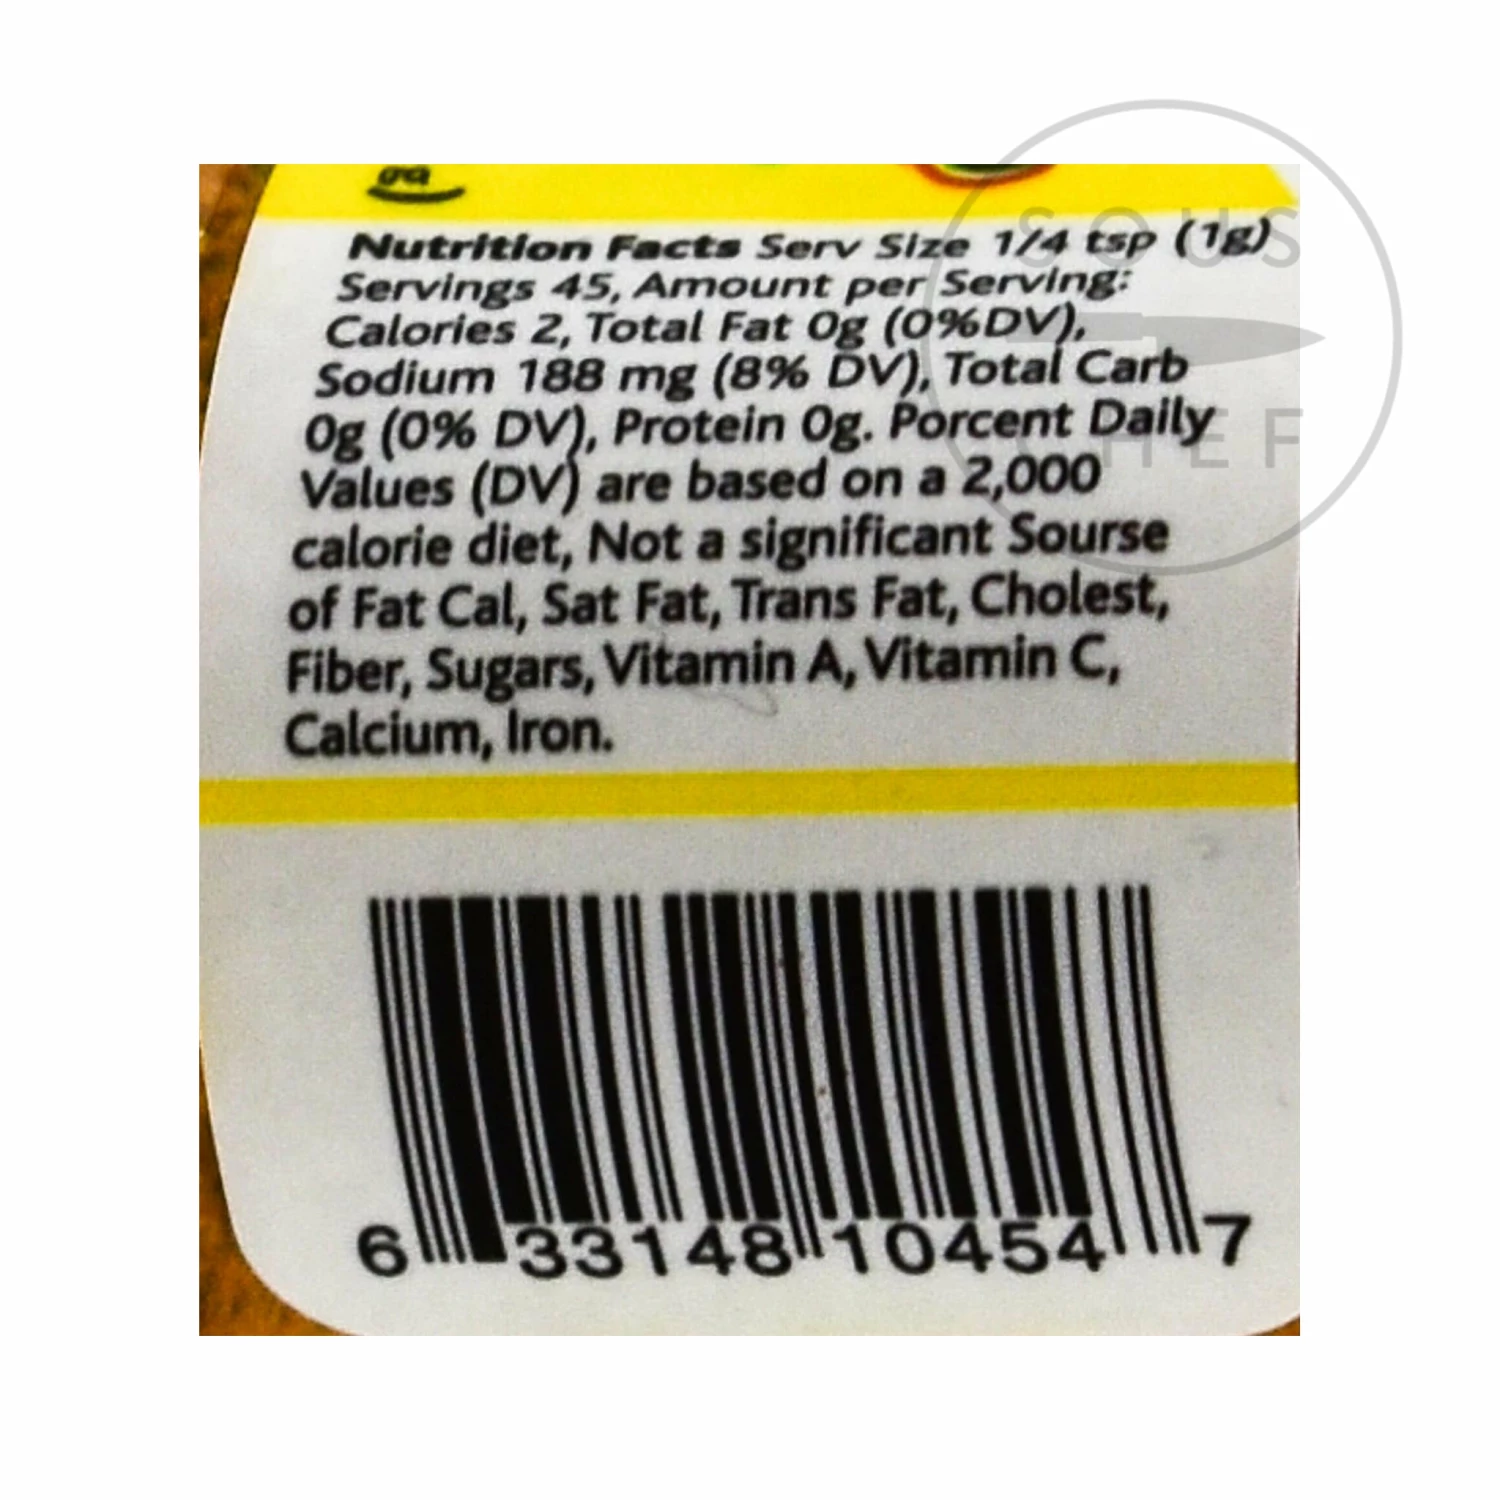 ga
SOUS
CHEF
Nutrition Facts Serv Size 1/4 tsp (1g)
Servings 45, Amount per Serving:
Calories 2, Total Fat 0g (0%DV),
Sodium 188 mg (8% DV), Total Carb
0g (0% DV), Protein 0g. Porcent Daily
Values (DV) are based on a 2,000
calorie diet, Not a significant Sourse
of Fat Cal, Sat Fat, Trans Fat, Cholest,
Fiber, Sugars, Vitamin A, Vitamin C,
Calcium, Iron.
6 33148 10454 7